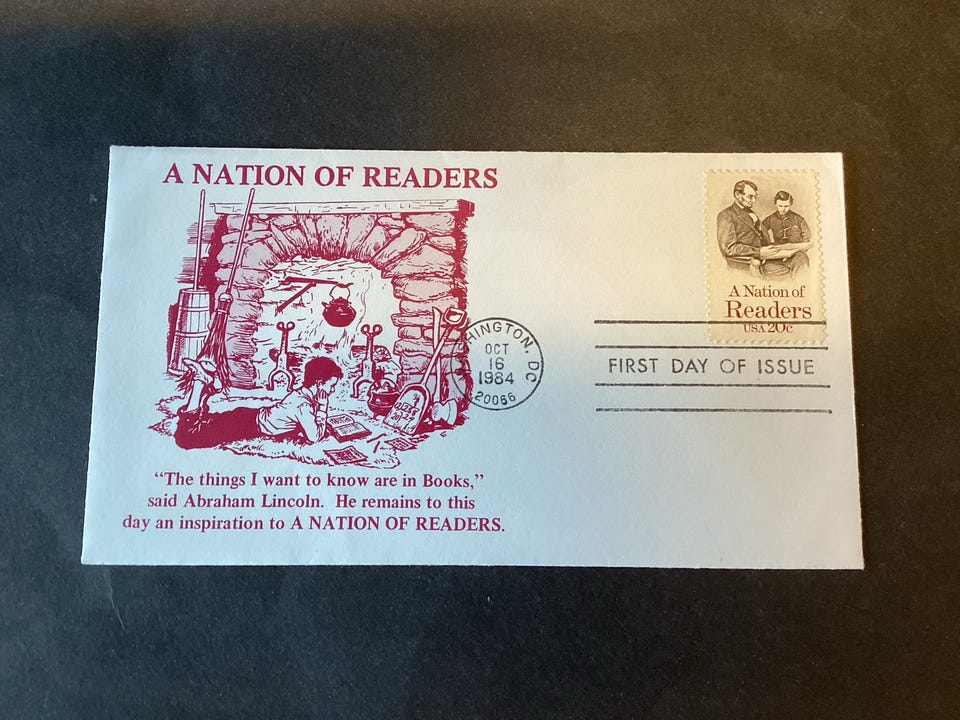 A NATION OF READERS
"The things I want to know are in Books,"
said Abraham Lincoln. He remains to this
day an inspiration to A NATION OF READERS.
WASHINGTON, DC
OCT
16
1984
20066
A Nation of
Readers
USA 20c
FIRST DAY OF ISSUE